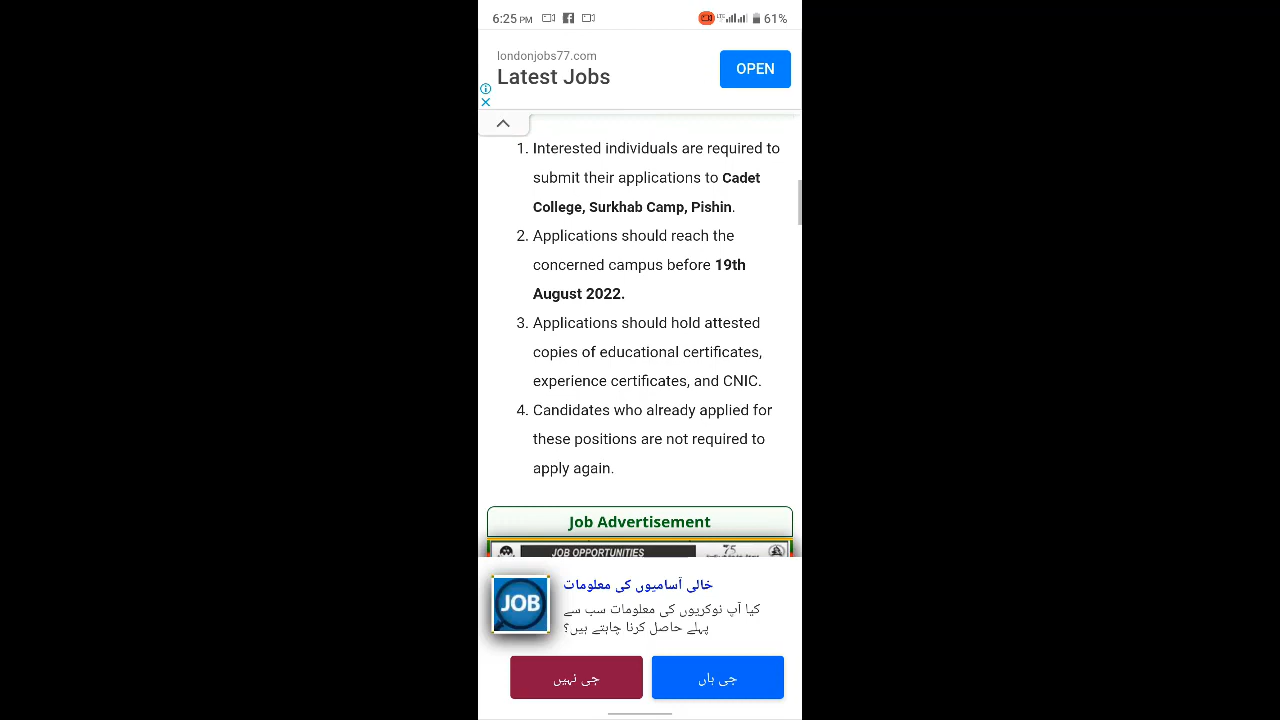 6:25 PM
LTE
61%
londonjobs77.com
Latest Jobs
OPEN
1. Interested individuals are required to
submit their applications to Cadet
College, Surkhab Camp, Pishin.
2. Applications should reach the
concerned campus before 19th
August 2022.
3. Applications should hold attested
copies of educational certificates,
experience certificates, and CNIC.
4. Candidates who already applied for
these positions are not required to
apply again.
Job Advertisement
JOB OPPORTUNITIES
75
JOB
خالی آسامیوں کی معلومات
کیا آپ نوکریوں کی معلومات سب سے
پہلے حاصل کرنا چاہتے ہیں؟
جی نہیں
جی ہاں